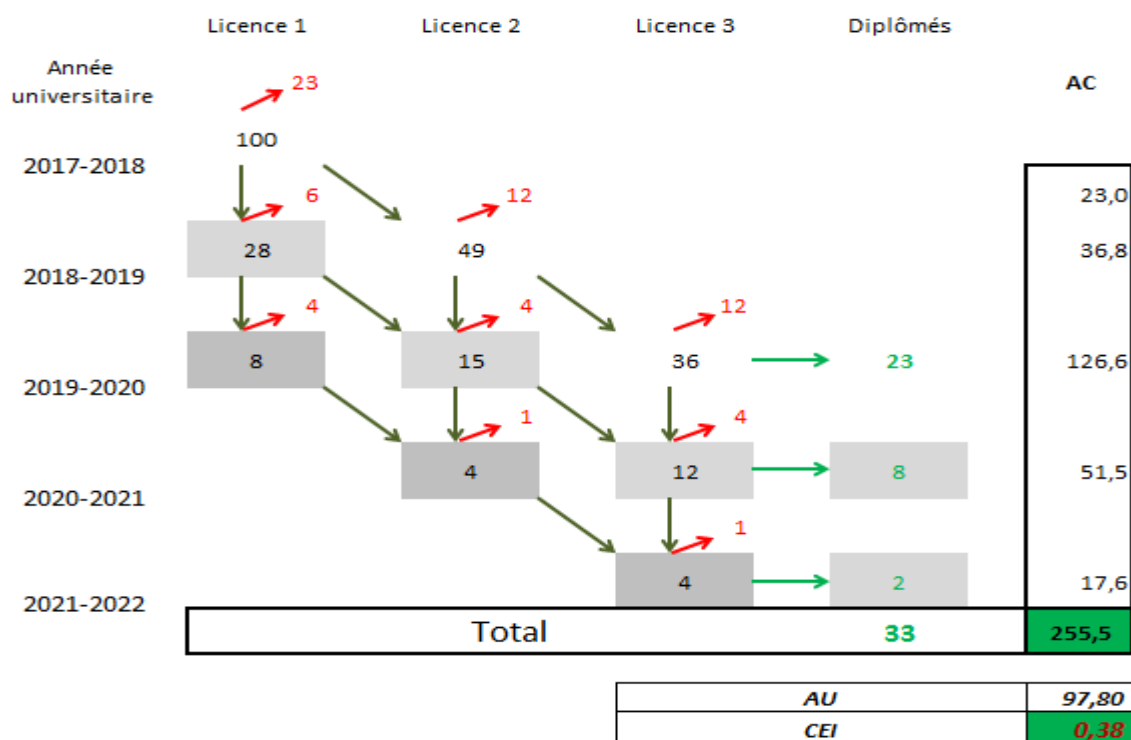 Licence 1 Licence 2 Licence 3 Diplômés
Année
universitaire
AC
23
100
2017-2018
6 12 23,0
28 49 36,8
2018-2019
4 4 12
8 15 36 23 126,6
2019-2020
1 4
4 12 8 51,5
2020-2021
1
4 2 17,6
2021-2022
Total 33 255,5
AU 97,80
CEI 0,38